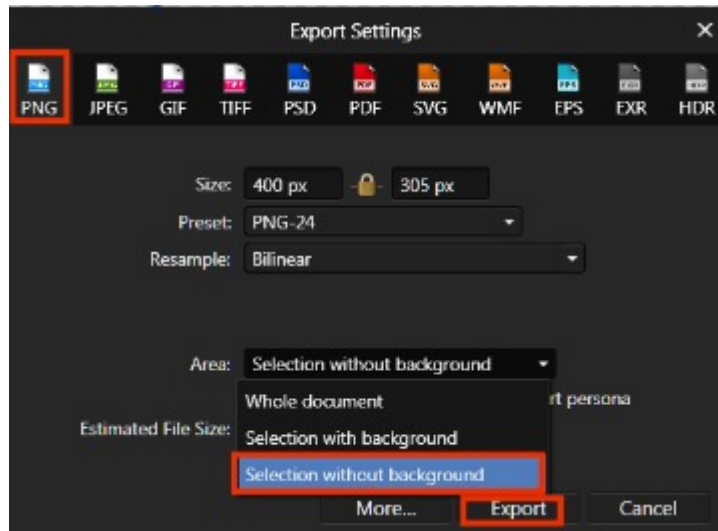 Export Settings
PNG JPEG GIF TIFF PSD PDF SVG WMF EPS EXR HDR
Size: 400 px 305 px
Preset: PNG-24
Resample: Bilinear
Area: Selection without background
Whole document
rt persona
Estimated File Size:
Selection with background
Selection without background
More... Export Cancel